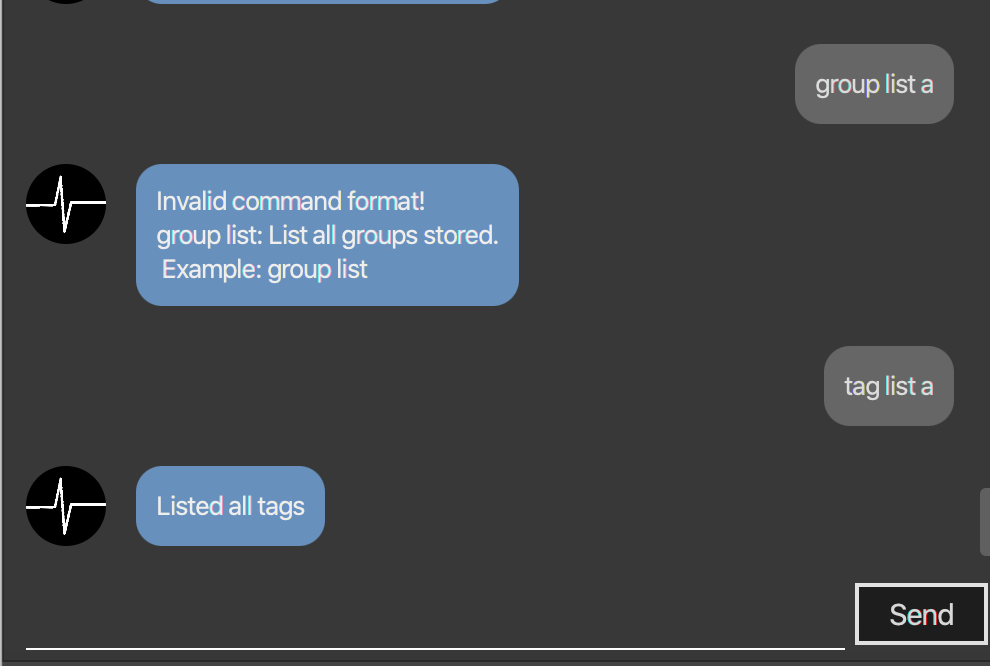 group list a
Invalid command format!
group list: List all groups stored.
Example: group list
tag list a
Listed all tags
Send